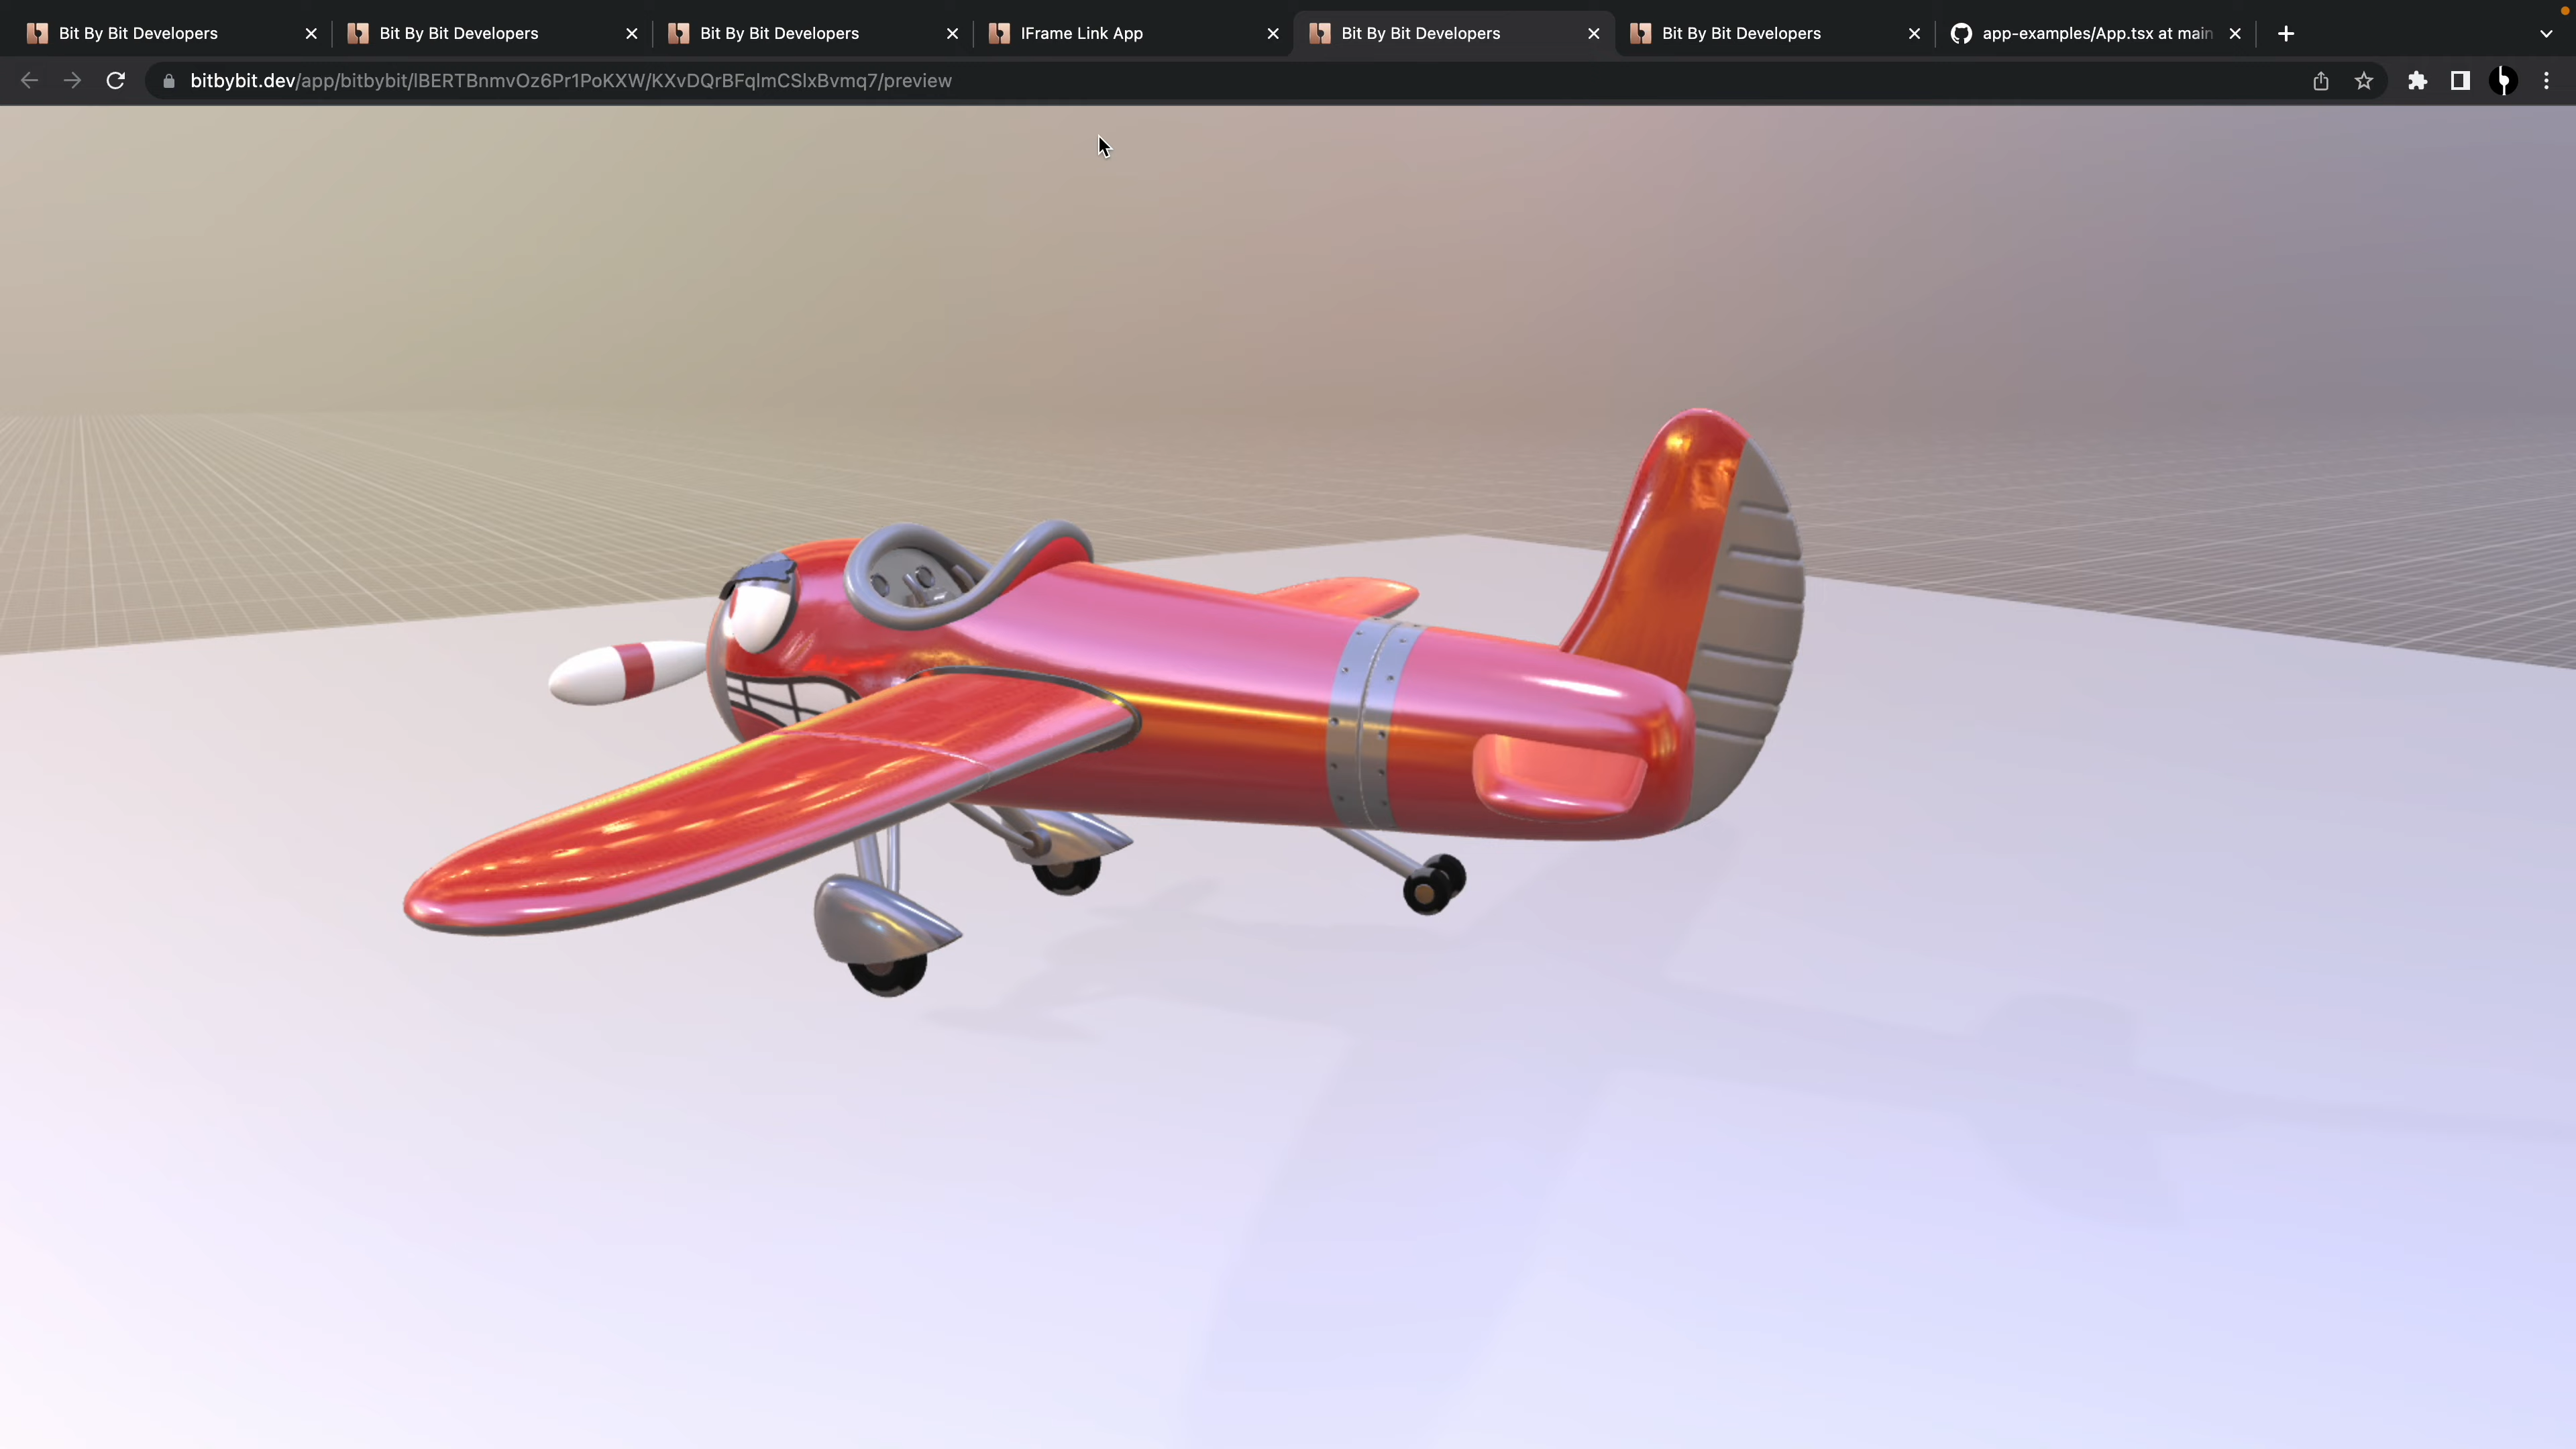 Bit By Bit Developers
Bit By Bit Developers
Bit By Bit Developers
IFrame Link App
Bit By Bit Developers
Bit By Bit Developers
app-examples/App.tsx at main
bitbybit.dev/app/bitbybit/lBERTBnmvOz6Pr1PoKXW/KXvDQrBFqlmCSlxBvmq7/preview